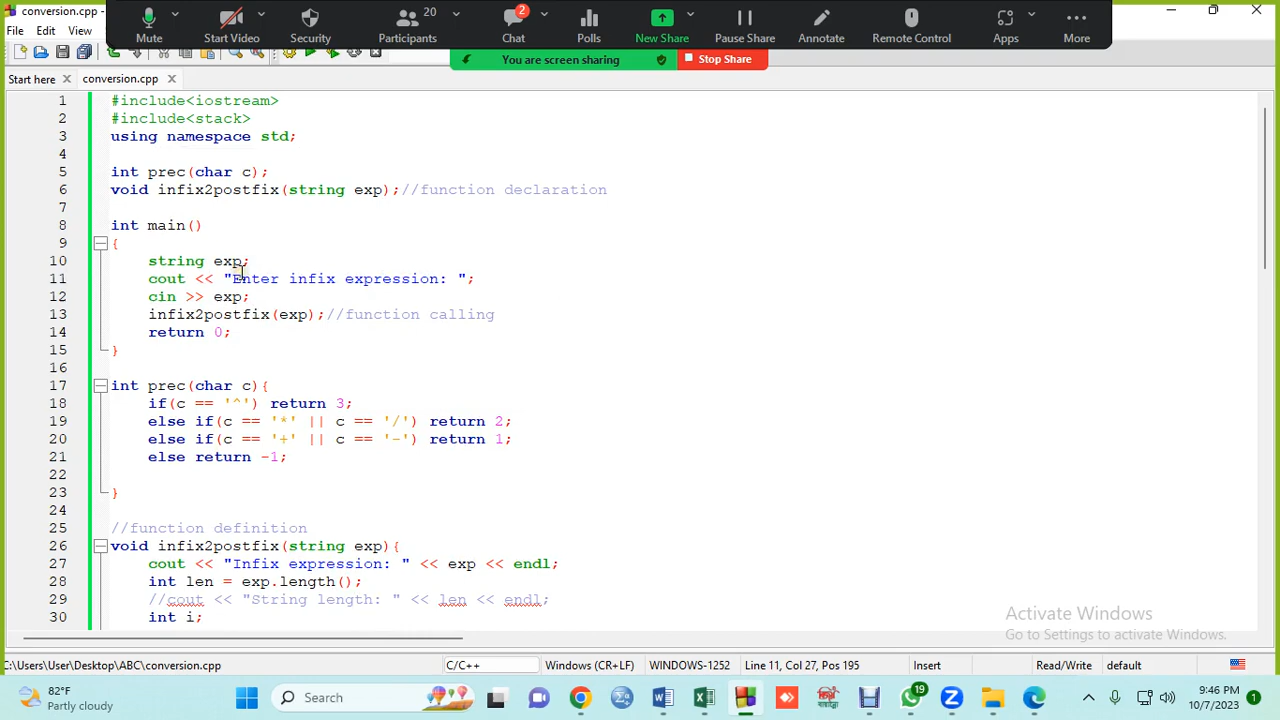 conversion.cpp -
File Edit View
Mute Start Video Security Participants 20 Chat 2 Polls New Share Pause Share Annotate Remote Control Apps More
You are screen sharing Stop Share
Start here conversion.cpp
1 #include<iostream>
2 #include<stack>
3 using namespace std;
4
5 int prec(char c);
6 void infix2postfix(string exp);//function declaration
7
8 int main()
9 {
10 string exp;
11 cout << "Enter infix expression: ";
12 cin >> exp;
13 infix2postfix(exp);//function calling
14 return 0;
15 }
16
17 int prec(char c){
18 if(c == '^') return 3;
19 else if(c == '*' || c == '/') return 2;
20 else if(c == '+' || c == '-') return 1;
21 else return -1;
22
23 }
24
25 //function definition
26 void infix2postfix(string exp){
27 cout << "Infix expression: " << exp << endl;
28 int len = exp.length();
29 //cout << "String length: " << len << endl;
30 int i;
Activate Windows
Go to Settings to activate Windows.
C:\Users\User\Desktop\ABC\conversion.cpp C/C++ Windows (CR+LF) WINDOWS-1252 Line 11, Col 27, Pos 195 Insert Read/Write default
82°F
Partly cloudy
Search
19
9:46 PM
10/7/2023
1